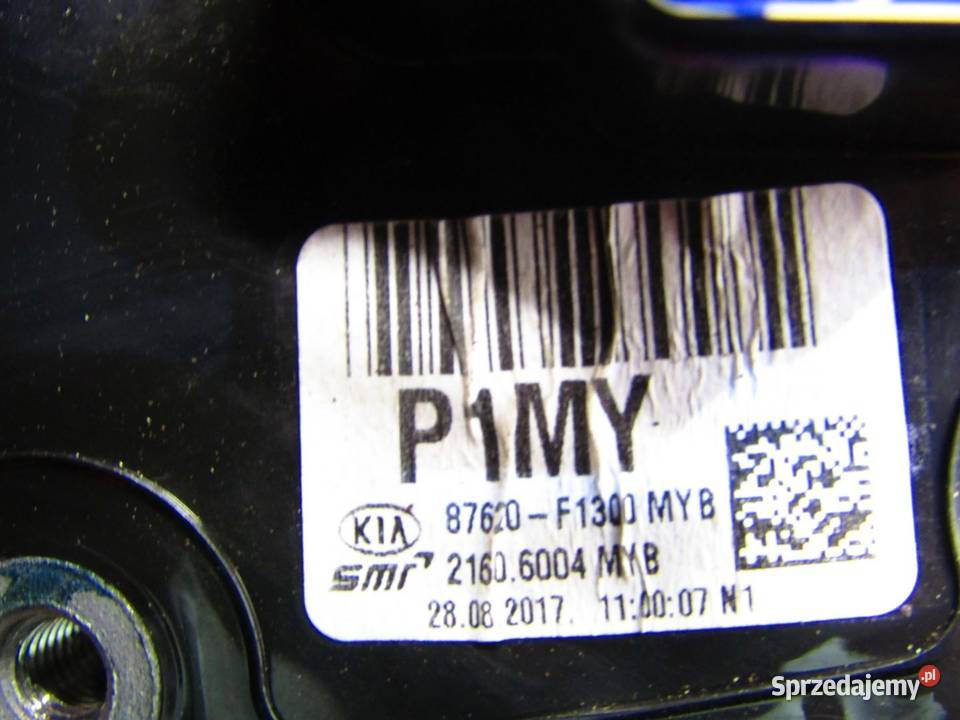 P1MY
KIA 87620-F1300 MYB
smr 2160.6004 MYB
28.08 2017. 11:00:07 N1
Sprzedajemy.pl